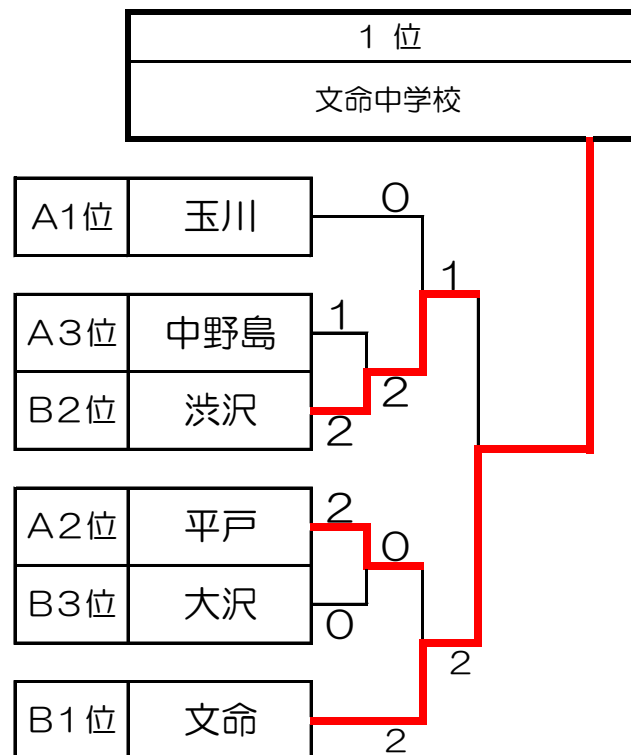 1 位
文命中学校
A1位 玉川 0
1
A3位 中野島 1
B2位 渋沢 2 2
A2位 平戸 2 0
B3位 大沢 0
2
B1位 文命 2